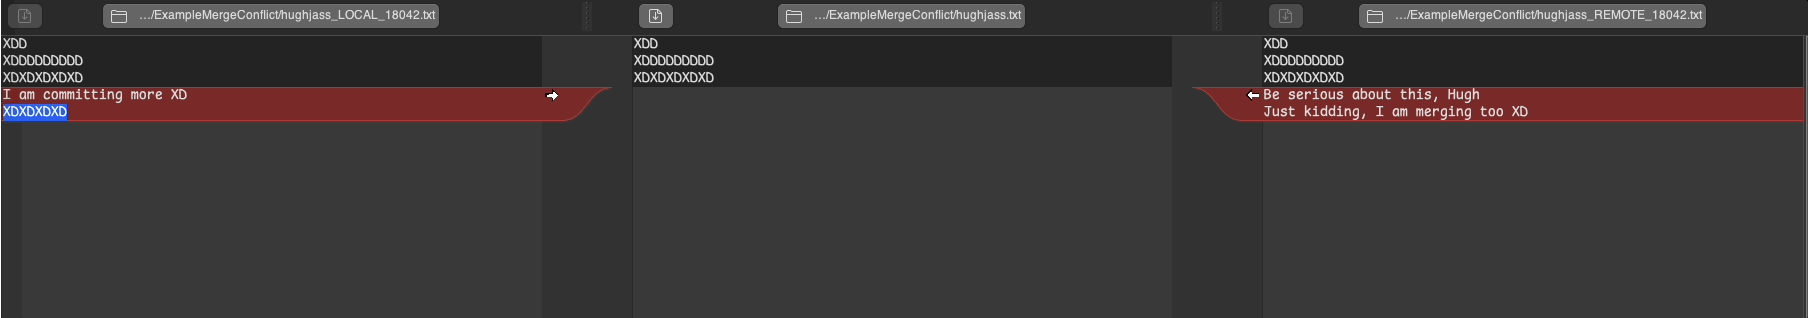 .../ExampleMergeConflict/hughjass_LOCAL_18042.txt
XDD
XDDDDDDDDD
XDXDXDXDXD
I am committing more XD
XDXDXDXD
.../ExampleMergeConflict/hughjass.txt
XDD
XDDDDDDDDD
XDXDXDXDXD
.../ExampleMergeConflict/hughjass_REMOTE_18042.txt
XDD
XDDDDDDDDD
XDXDXDXDXD
Be serious about this, Hugh
Just kidding, I am merging too XD